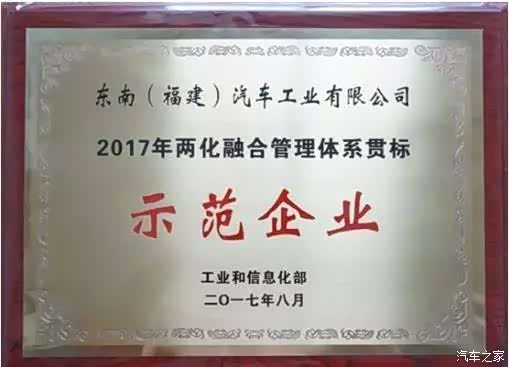 东南（福建）汽车工业有限公司
2017年两化融合管理体系贯标
示范企业
工业和信息化部
二〇一七年八月
汽车之家